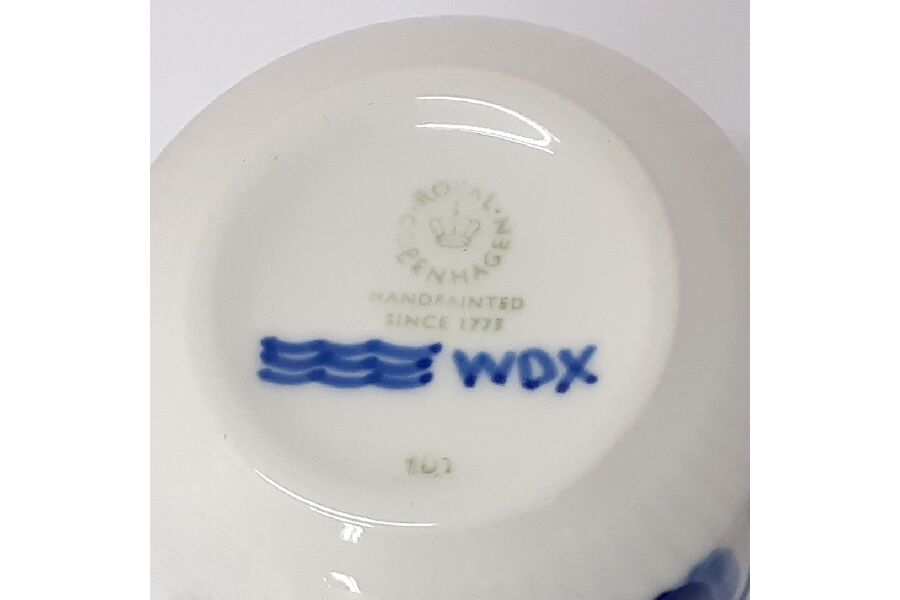 ROYAL COPENHAGEN
HANDPAINTED
SINCE 1775
WDX